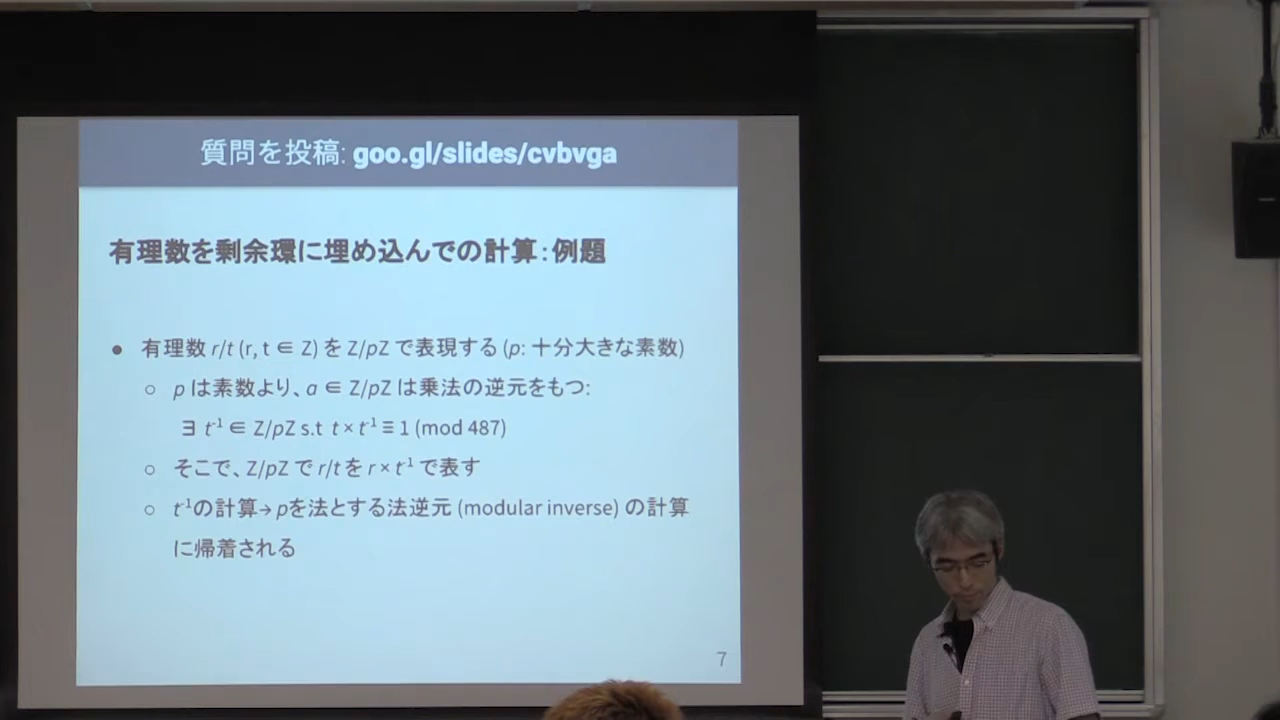 質問を投稿: goo.gl/slides/cvbvga
有理数を剰余環に埋め込んでの計算：例題
● 有理数 r/t (r, t ∈ Z) を Z/pZ で表現する (p: 十分大きな素数)
○ p は素数より、a ∈ Z/pZ は乗法の逆元をもつ:
∃ t⁻¹ ∈ Z/pZ s.t t × t⁻¹ ≡ 1 (mod 487)
○ そこで、Z/pZ で r/t を r × t⁻¹ で表す
○ t⁻¹の計算→ pを法とする法逆元 (modular inverse) の計算
に帰着される
7